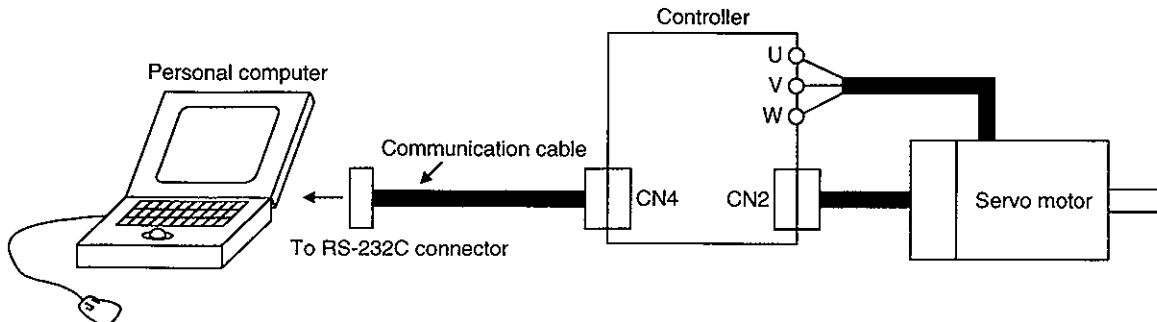 Controller
U
V
W
Personal computer
Communication cable
CN4
CN2
Servo motor
To RS-232C connector